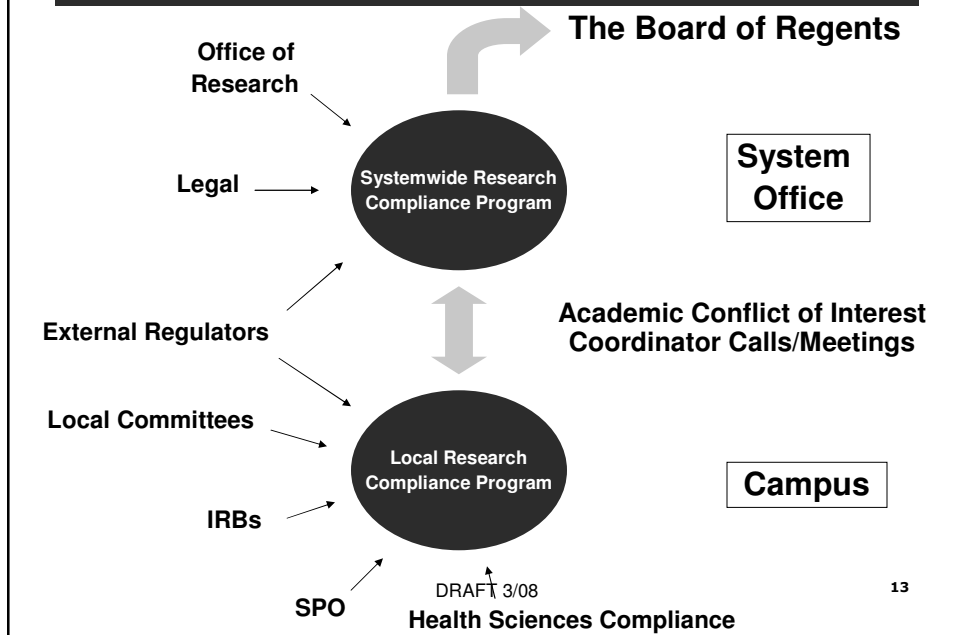 The Board of Regents
Office of
Research
Systemwide Research
Compliance Program
System
Office
Legal
External Regulators
Academic Conflict of Interest
Coordinator Calls/Meetings
Local Committees
Local Research
Compliance Program
Campus
IRBs
SPO
DRAFT 3/08
Health Sciences Compliance
13